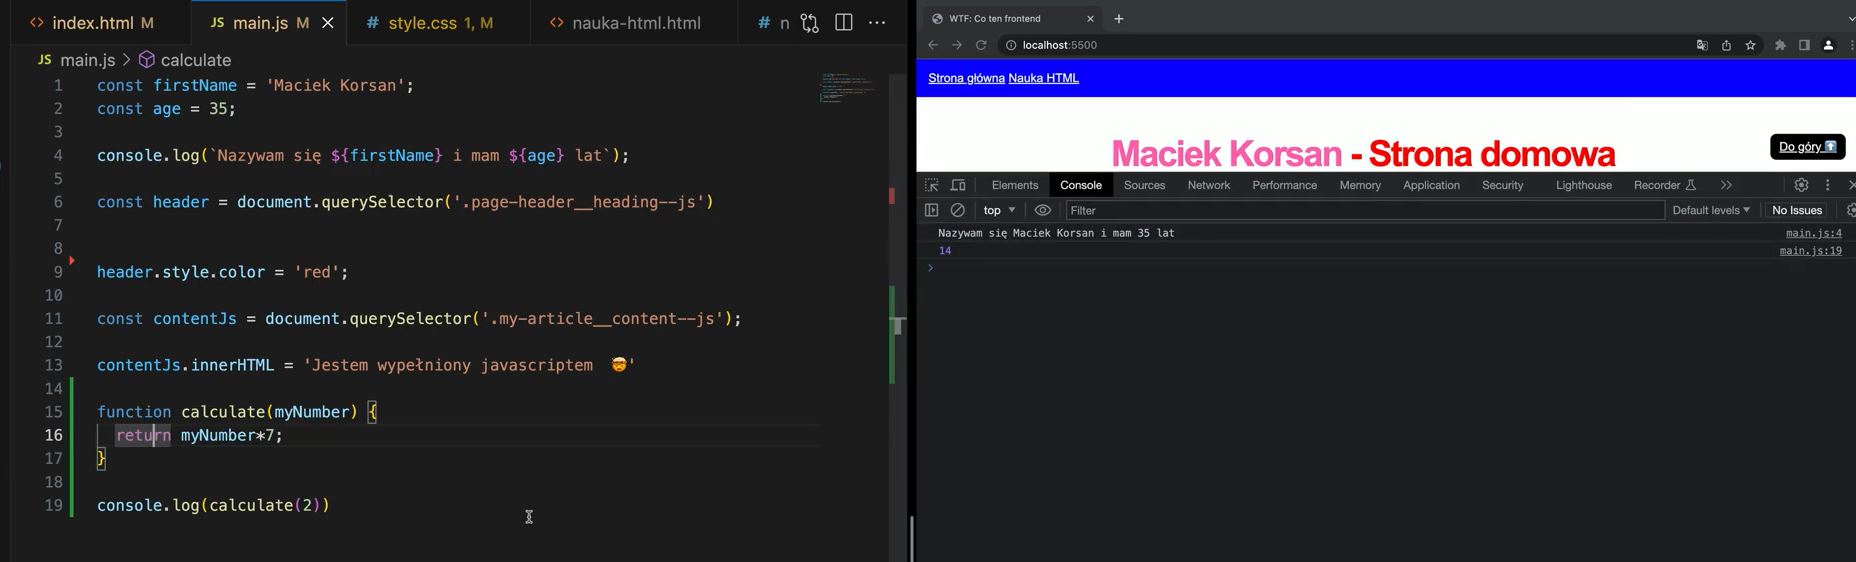 index.html M
JS main.js M
# style.css 1, M
nauka-html.html
# n
JS main.js > calculate
1 const firstName = 'Maciek Korsan';
2 const age = 35;
3
4 console.log(`Nazywam się ${firstName} i mam ${age} lat`);
5
6 const header = document.querySelector('.page-header__heading--js')
7
8
9 header.style.color = 'red';
10
11 const contentJs = document.querySelector('.my-article__content--js');
12
13 contentJs.innerHTML = 'Jestem wypełniony javascriptem 🤯'
14
15 function calculate(myNumber) {
16 return myNumber*7;
17 }
18
19 console.log(calculate(2))
WTF: Co ten frontend
localhost:5500
Strona główna Nauka HTML
Maciek Korsan - Strona domowa
Do góry ⬆️
Elements Console Sources Network Performance Memory Application Security Lighthouse Recorder
top Filter Default levels No Issues
Nazywam się Maciek Korsan i mam 35 lat main.js:4
14 main.js:19